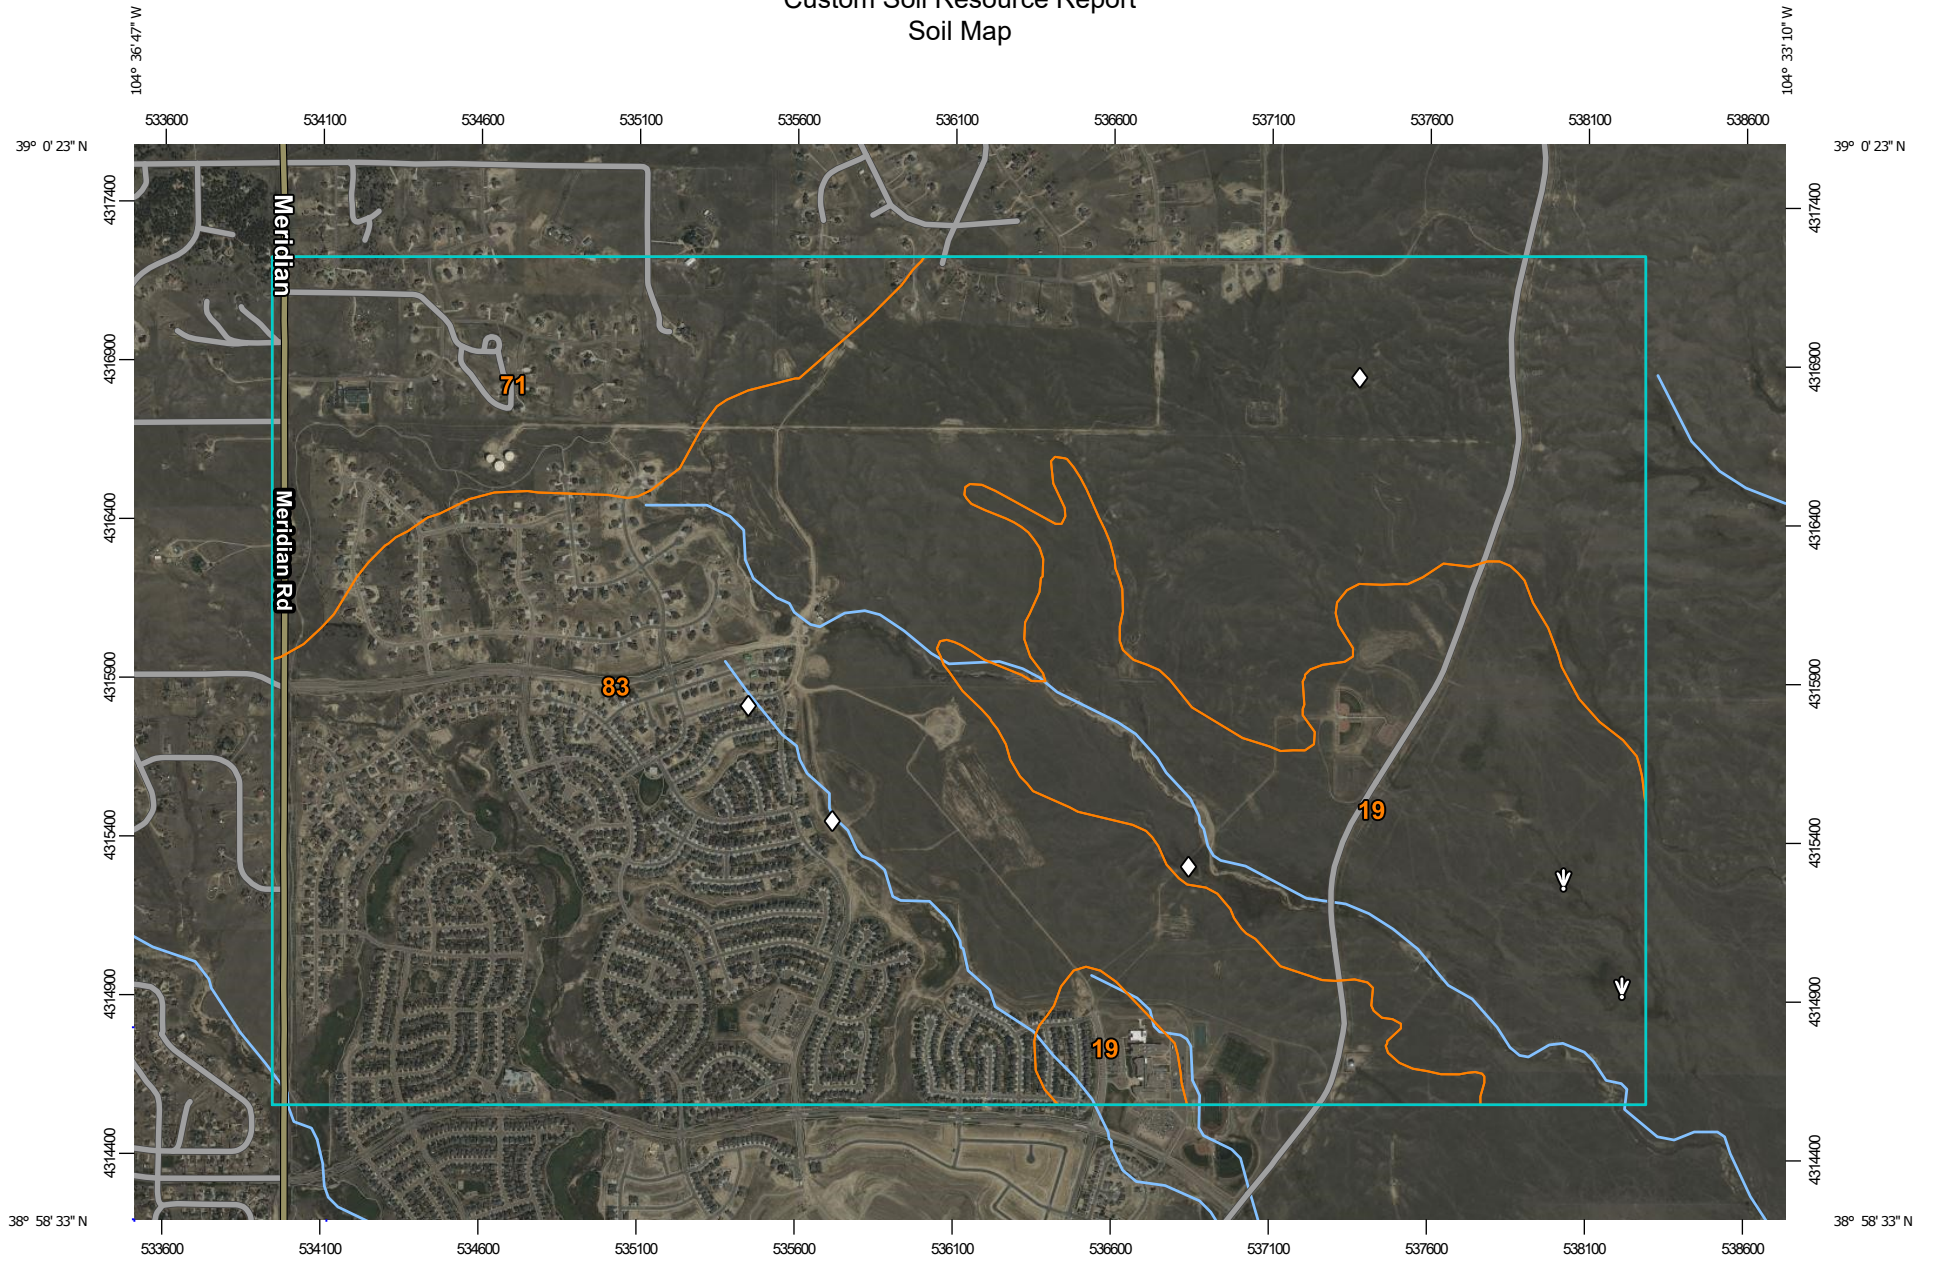 Custom Soil Resource Report
Soil Map
104° 36' 47'' W
104° 33' 10'' W
533600 534100 534600 535100 535600 536100 536600 537100 537600 538100 538600
39° 0' 23'' N
39° 0' 23'' N
4317400
4317400
Meridian
4316900
4316900
71
4316400
4316400
Meridian Rd
4315900
4315900
83
4315400
4315400
19
4314900
4314900
19
4314400
4314400
38° 58' 33'' N
38° 58' 33'' N
533600 534100 534600 535100 535600 536100 536600 537100 537600 538100 538600